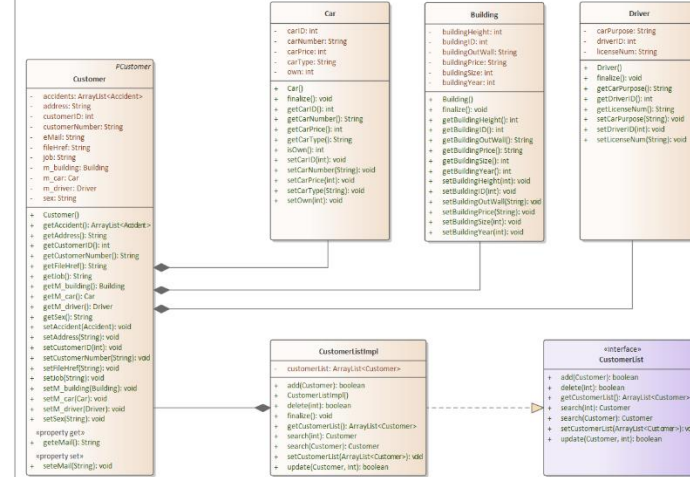 PCustomer
Customer
- accidents: ArrayList<Accident>
- address: String
- customerID: int
- customerNumber: String
- eMail: String
- fileHref: String
- job: String
- m_building: Building
- m_car: Car
- m_driver: Driver
- sex: String
+ Customer()
+ getAccident(): ArrayList<Accident>
+ getAddress(): String
+ getCustomerID(): int
+ getCustomerNumber(): String
+ getFileHref(): String
+ getJob(): String
+ getM_building(): Building
+ getM_car(): Car
+ getM_driver(): Driver
+ getSex(): String
+ setAccident(Accident): void
+ setAddress(String): void
+ setCustomerID(int): void
+ setCustomerNumber(String): void
+ setFileHref(String): void
+ setJob(String): void
+ setM_building(Building): void
+ setM_car(Car): void
+ setM_driver(Driver): void
+ setSex(String): void
«property get»
+ geteMail(): String
«property set»
+ seteMail(String): void
Car
- carID: int
- carNumber: String
- carPrice: int
- carType: String
- own: int
+ Car()
+ finalize(): void
+ getCarID(): int
+ getCarNumber(): String
+ getCarPrice(): int
+ getCarType(): String
+ isOwn(): int
+ setCarID(int): void
+ setCarNumber(String): void
+ setCarPrice(int): void
+ setCarType(String): void
+ setOwn(int): void
Building
- buildingHeight: int
- buildingID: int
- buildingOutWall: String
- buildingPrice: String
- buildingSize: int
- buildingYear: int
+ Building()
+ finalize(): void
+ getBuildingHeight(): int
+ getBuildingID(): int
+ getBuildingOutWall(): String
+ getBuildingPrice(): String
+ getBuildingSize(): int
+ getBuildingYear(): int
+ setBuildingHeight(int): void
+ setBuildingID(int): void
+ setBuildingOutWall(String): void
+ setBuildingPrice(String): void
+ setBuildingSize(int): void
+ setBuildingYear(int): void
Driver
- carPurpose: String
- driverID: int
- licenseNum: String
+ Driver()
+ finalize(): void
+ getCarPurpose(): String
+ getDriverID(): int
+ getLicenseNum(): String
+ setCarPurpose(String): void
+ setDriverID(int): void
+ setLicenseNum(String): void
CustomerListImpl
- customerList: ArrayList<Customer>
+ add(Customer): boolean
+ CustomerListImpl()
+ delete(int): boolean
+ finalize(): void
+ getCustomerList(): ArrayList<Customer>
+ search(int): Customer
+ search(Customer): Customer
+ setCustomerList(ArrayList<Customer>): void
+ update(Customer, int): boolean
«interface»
CustomerList
+ add(Customer): boolean
+ delete(int): boolean
+ getCustomerList(): ArrayList<Customer>
+ search(int): Customer
+ search(Customer): Customer
+ setCustomerList(ArrayList<Customer>):
+ update(Customer, int): boolean